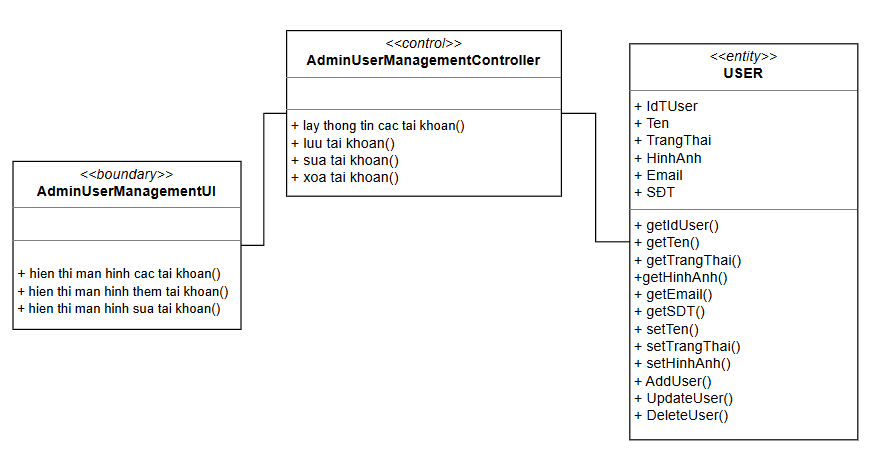 <<boundary>>
AdminUserManagementUI
+ hien thi man hinh cac tai khoan()
+ hien thi man hinh them tai khoan()
+ hien thi man hinh sua tai khoan()
<<control>>
AdminUserManagementController
+ lay thong tin cac tai khoan()
+ luu tai khoan()
+ sua tai khoan()
+ xoa tai khoan()
<<entity>>
USER
+ IdTUser
+ Ten
+ TrangThai
+ HinhAnh
+ Email
+ SĐT
+ getIdUser()
+ getTen()
+ getTrangThai()
+getHinhAnh()
+ getEmail()
+ getSDT()
+ setTen()
+ setTrangThai()
+ setHinhAnh()
+ AddUser()
+ UpdateUser()
+ DeleteUser()